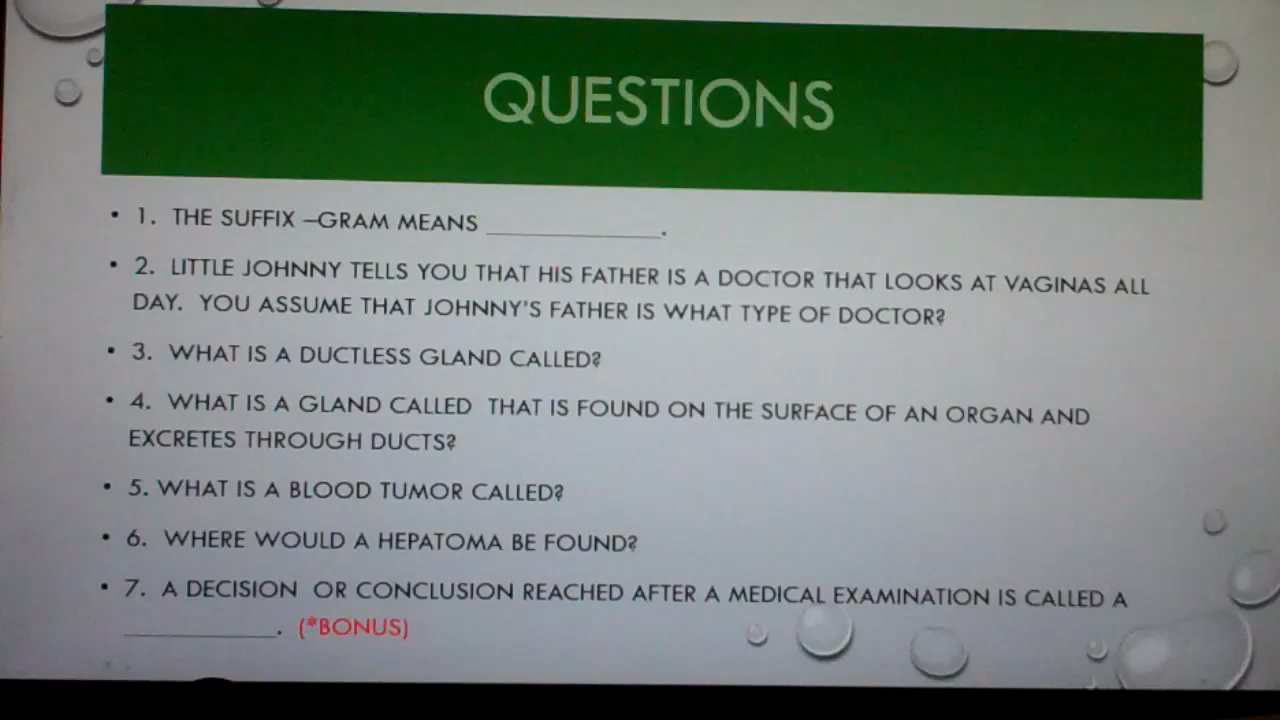 QUESTIONS
• 1. THE SUFFIX –GRAM MEANS _______________.
• 2. LITTLE JOHNNY TELLS YOU THAT HIS FATHER IS A DOCTOR THAT LOOKS AT VAGINAS ALL
DAY. YOU ASSUME THAT JOHNNY'S FATHER IS WHAT TYPE OF DOCTOR?
• 3. WHAT IS A DUCTLESS GLAND CALLED?
• 4. WHAT IS A GLAND CALLED THAT IS FOUND ON THE SURFACE OF AN ORGAN AND
EXCRETES THROUGH DUCTS?
• 5. WHAT IS A BLOOD TUMOR CALLED?
• 6. WHERE WOULD A HEPATOMA BE FOUND?
• 7. A DECISION OR CONCLUSION REACHED AFTER A MEDICAL EXAMINATION IS CALLED A
_____________. (*BONUS)